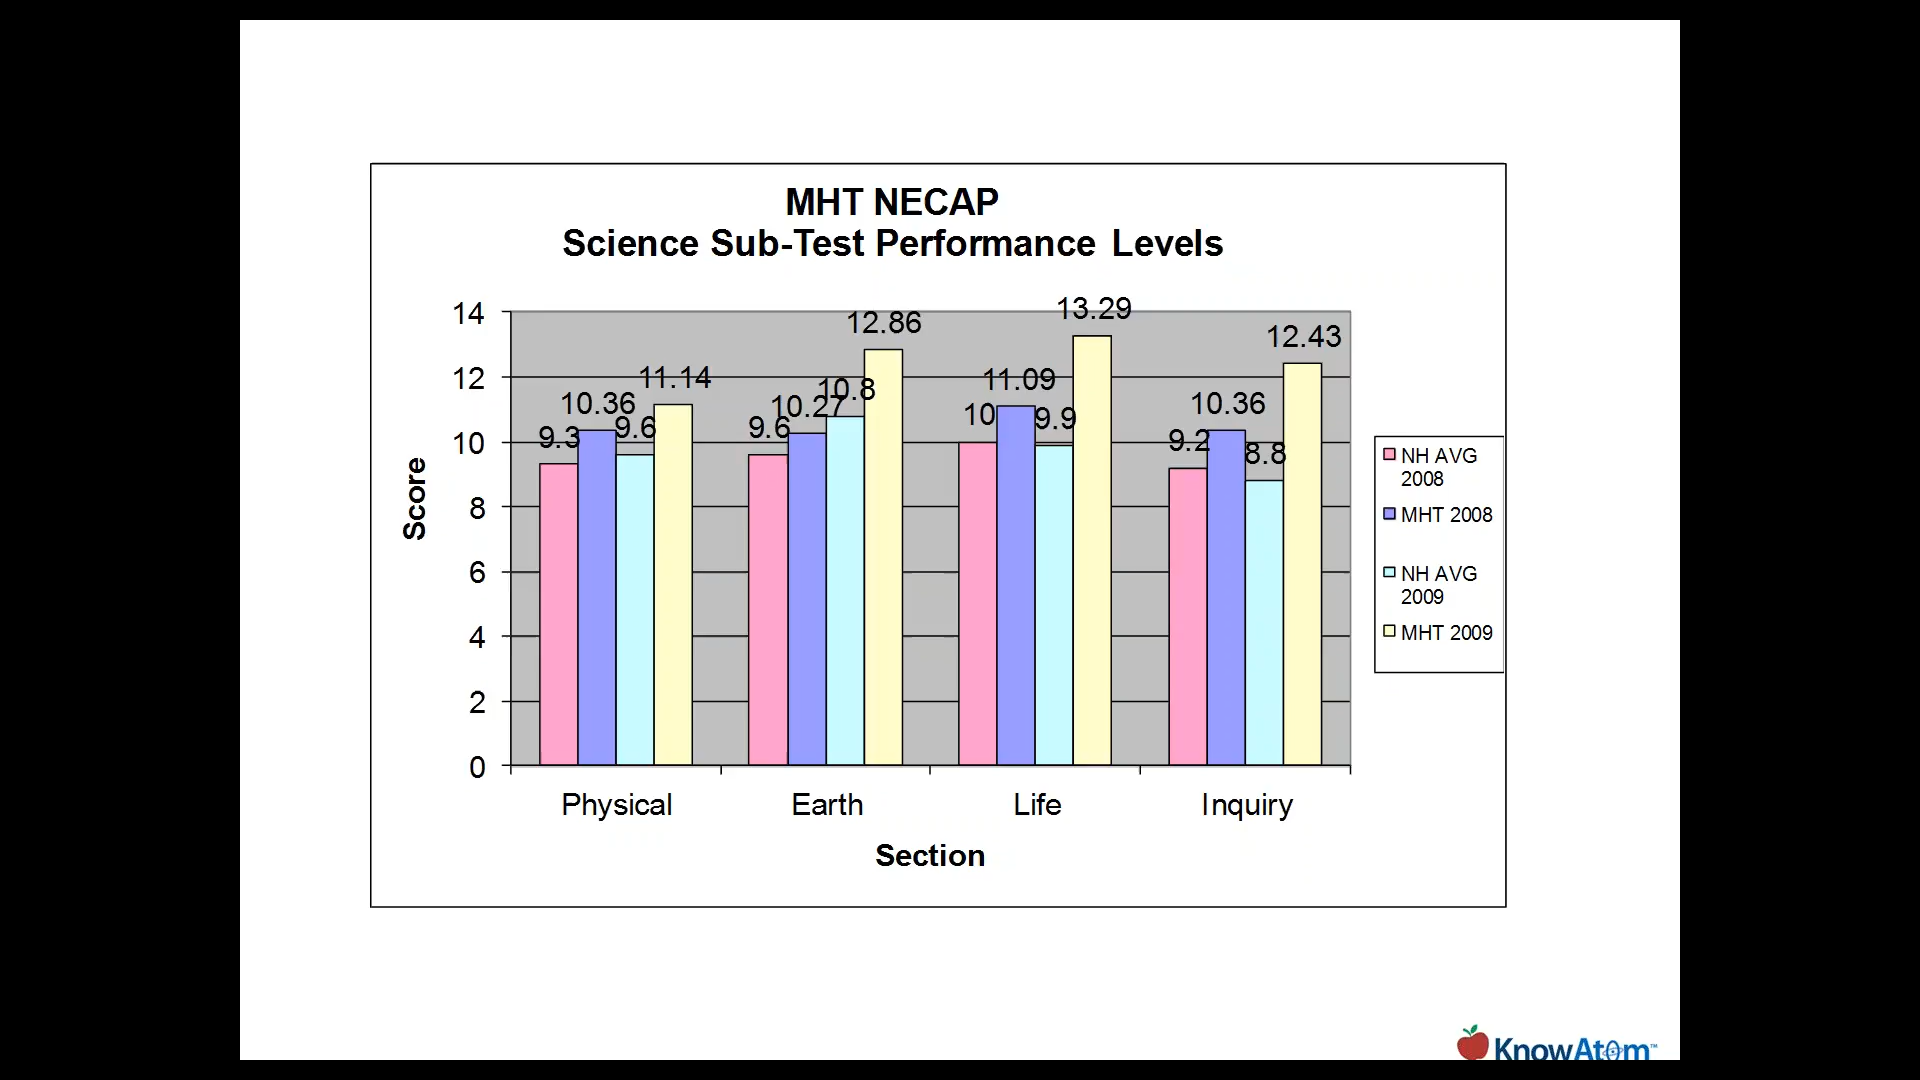 MHT NECAP
Science Sub-Test Performance Levels
14
12
10
8
6
4
2
0
Score
9.3
10.36
9.6
11.14
9.6
10.27
10.8
12.86
10
11.09
9.9
13.29
9.2
10.36
8.8
12.43
Physical
Earth
Life
Inquiry
Section
NH AVG
2008
MHT 2008
NH AVG
2009
MHT 2009
KnowAtom™